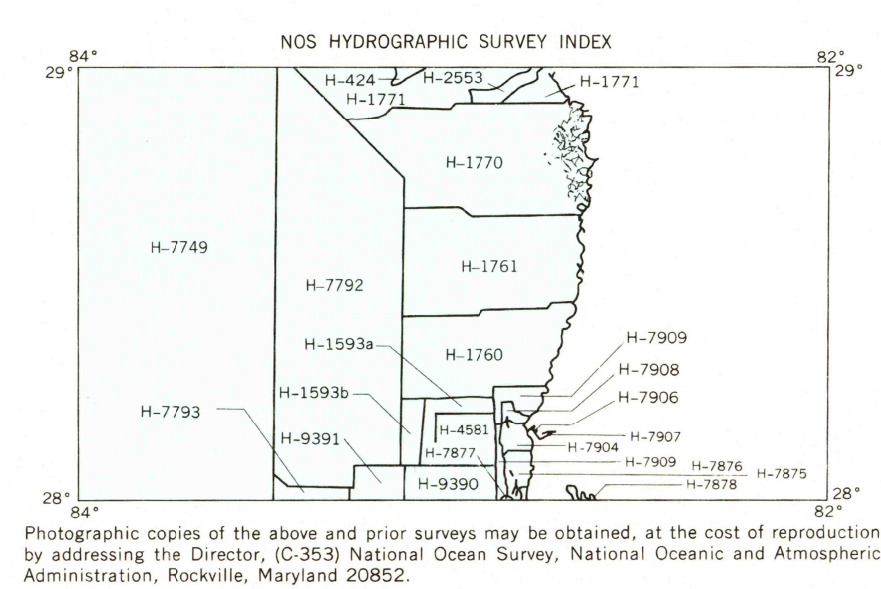 NOS HYDROGRAPHIC SURVEY INDEX
84° 82°
29° 29°
H-424 H-2553 H-1771
H-1771
H-1770
H-7749
H-1761
H-7792
H-7909
H-1593a
H-1760
H-7908
H-1593b
H-7906
H-7793
H-4581
H-7907
H-9391
H-7904
H-7877
H-7909
H-7876
H-7875
H-9390
H-7878
28° 28°
84° 82°
Photographic copies of the above and prior surveys may be obtained, at the cost of reproduction
by addressing the Director, (C-353) National Ocean Survey, National Oceanic and Atmospheric
Administration, Rockville, Maryland 20852.